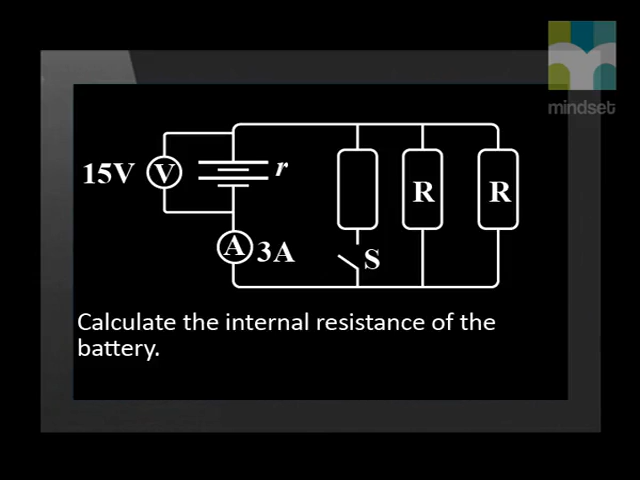 mindset
15V V r R R
A 3A S
Calculate the internal resistance of the
battery.